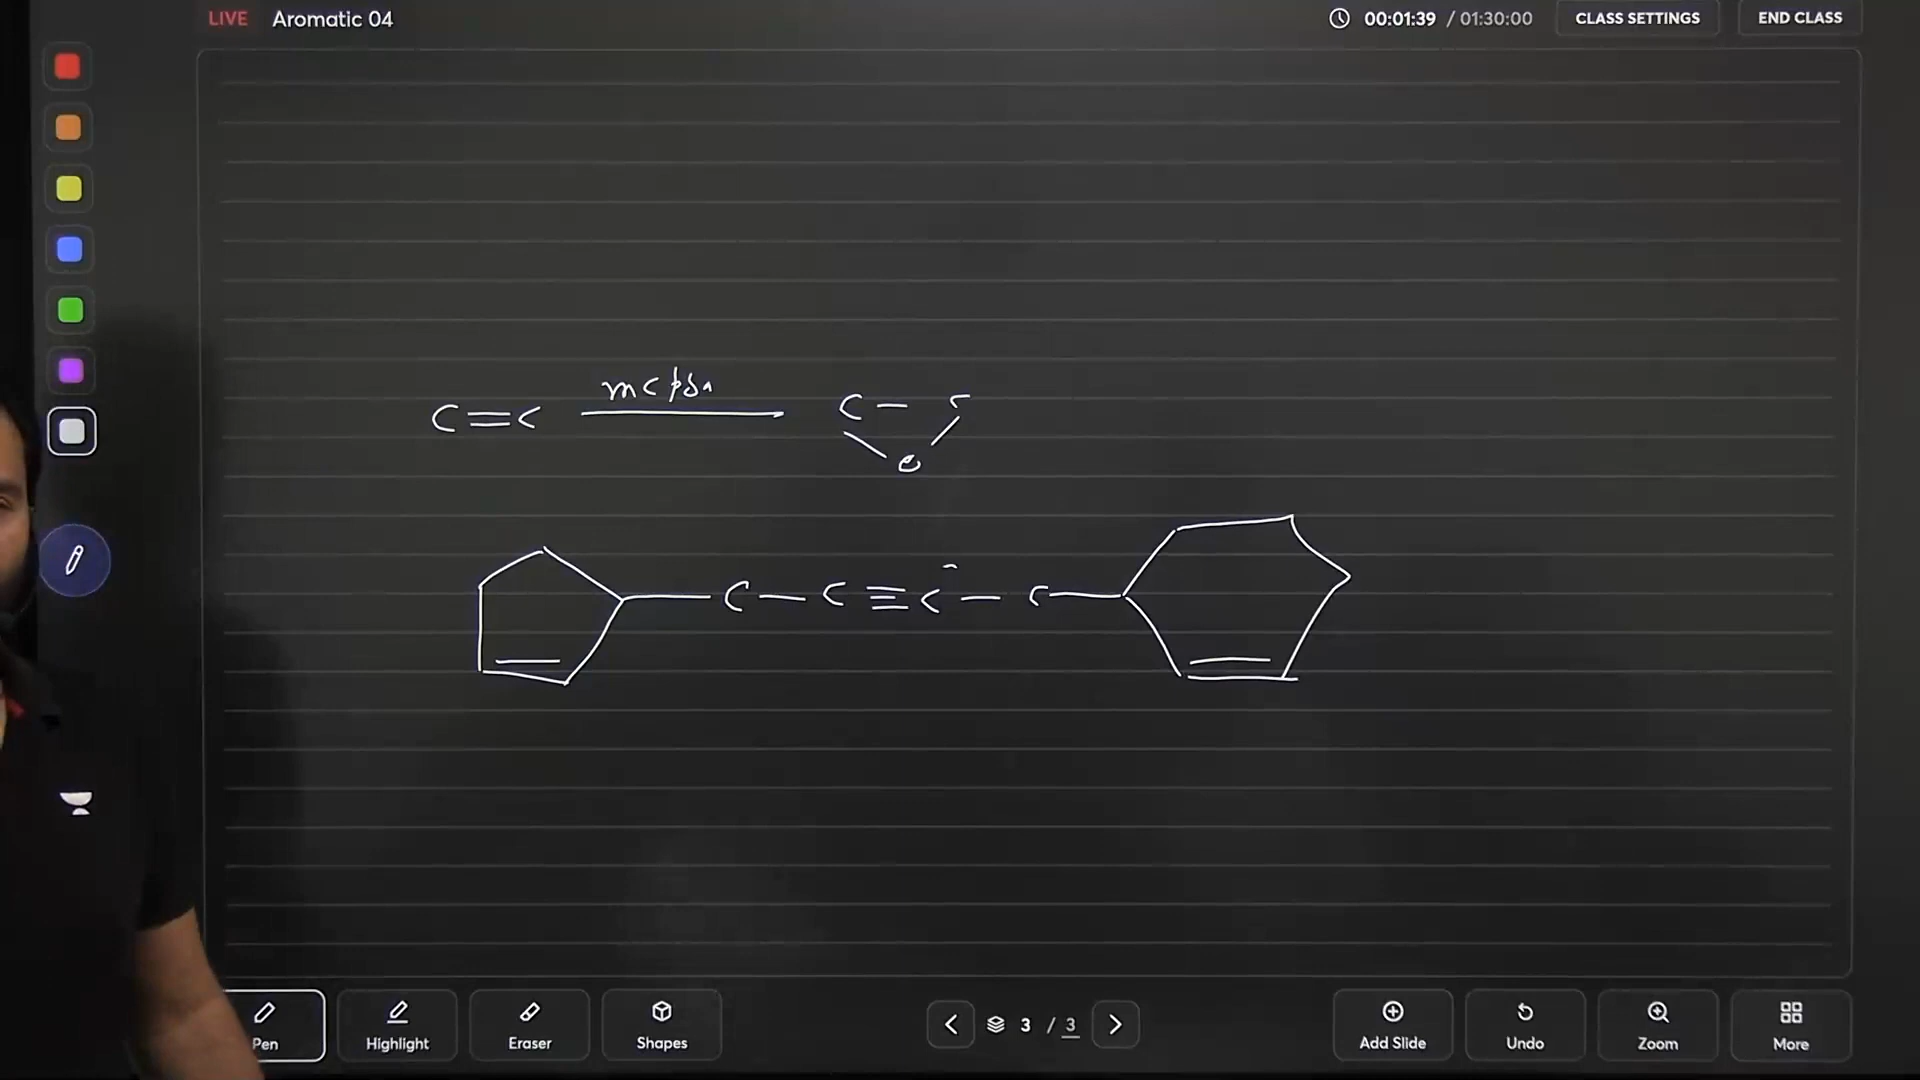 LIVE Aromatic 04 00:01:39 / 01:30:00 CLASS SETTINGS END CLASS
C=C mcpba C - C
O
C - C ≡ C - C
Pen Highlight Eraser Shapes 3 / 3 Add Slide Undo Zoom More